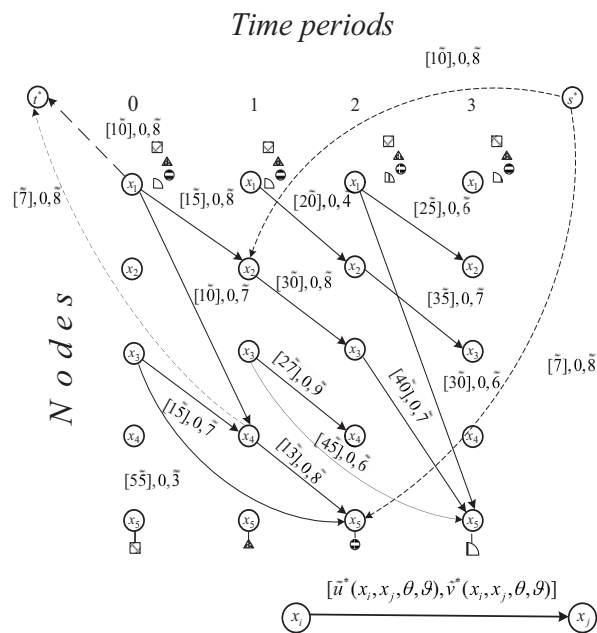 Time periods
[10̃],0,8̃
t* 0 1 2 3 s*
[10̃],0,8̃
[7̃],0,8̃
x₁ [15̃],0,8̃ x₁ [20̃],0,4̃ x₁ [25̃],0,6̃ x₁
x₂ x₂ x₂ x₂
[10̃],0,7̃ [30̃],0,8̃ [35̃],0,7̃
Nodes
x₃ x₃ x₃ x₃
[27̃],0,9̃ [40̃],0,7̃ [30̃],0,6̃ [7̃],0,8̃
[15̃],0,7̃
x₄ x₄ x₄ x₄
[13̃],0,8̃ [45̃],0,6̃
[55̃],0,3̃
x₅ x₅ x₅ x₅
[ũ*(xᵢ,xⱼ,θ,ϑ),ṽ*(xᵢ,xⱼ,θ,ϑ)]
xᵢ xⱼ